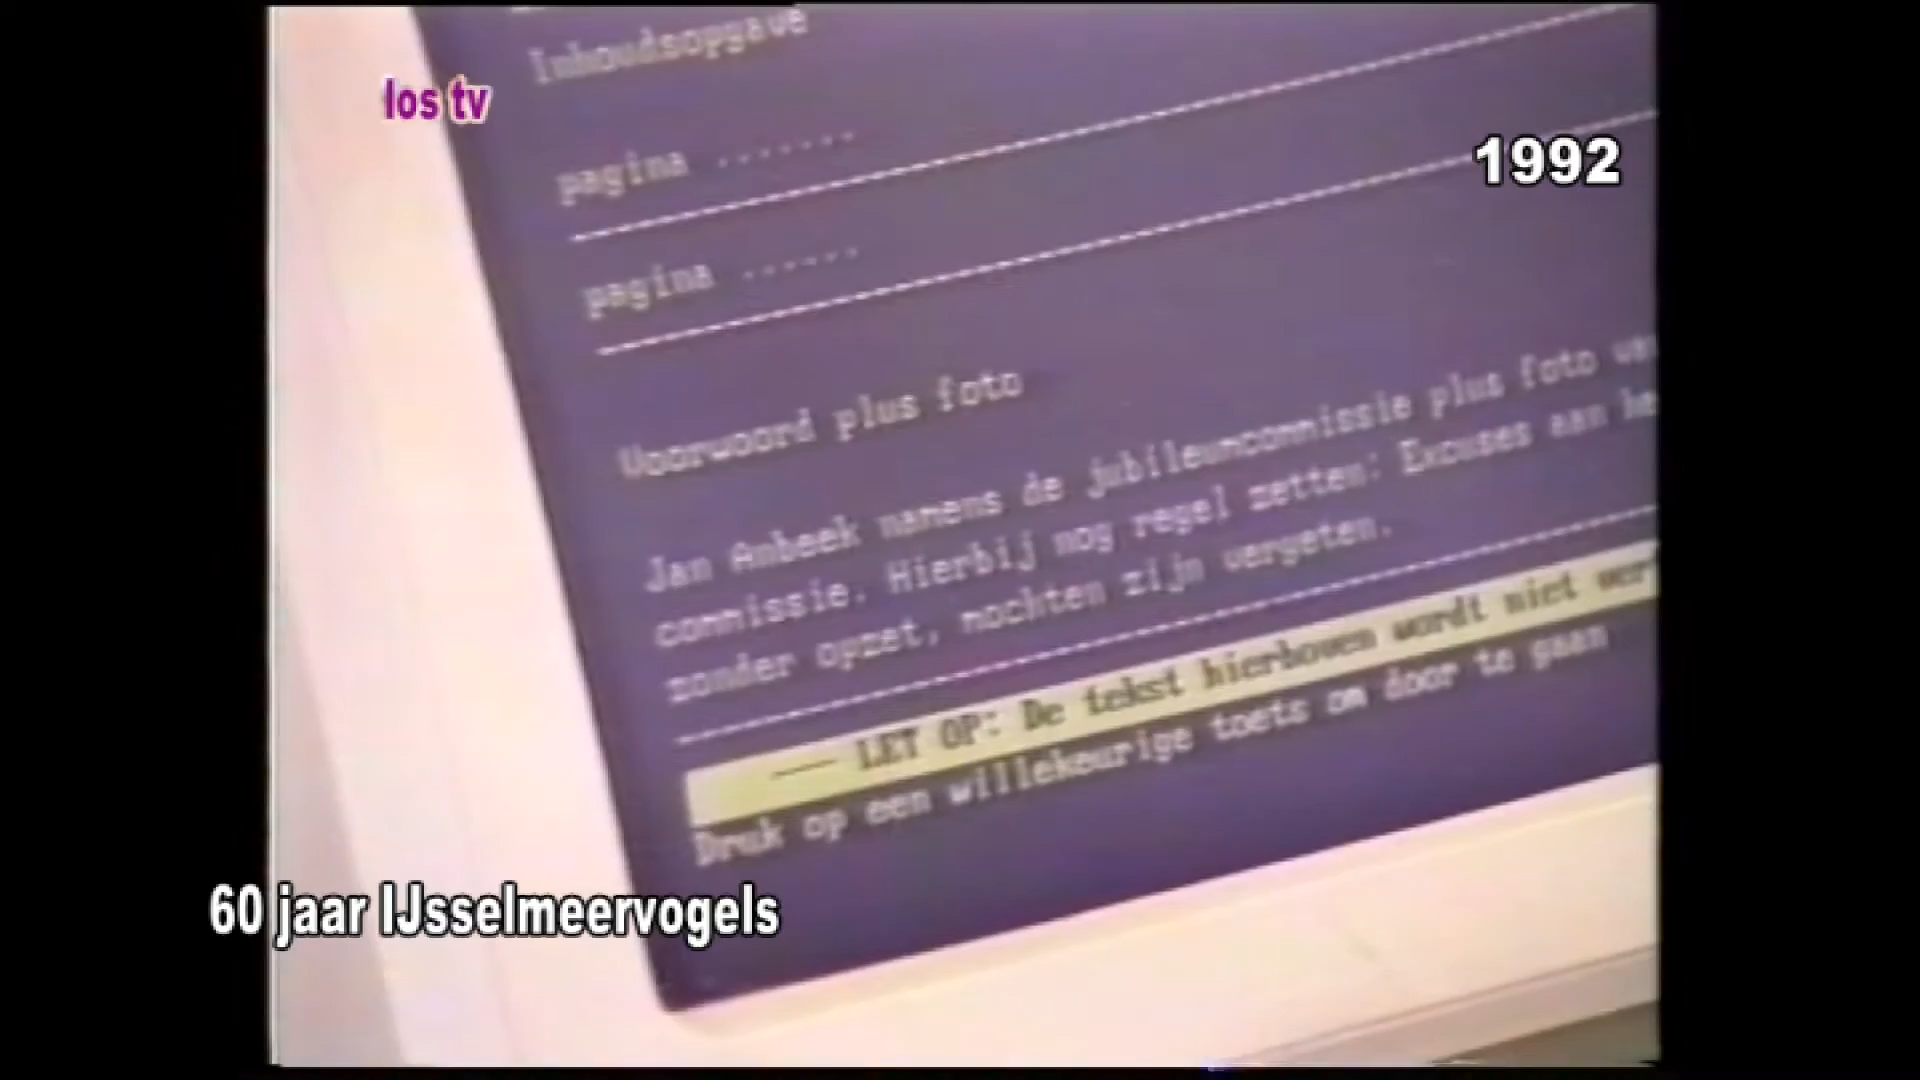 Inhoudsopgave
los tv
1992
pagina .......
pagina ......
Voorwoord plus foto
Jan Anbeek namens de jubileumcommissie plus foto
commissie. Hierbij nog regel zetten: Excuses aan
zonder opzet, mochten zijn vergeten.
--- LET OP: De tekst hierboven wordt niet
Druk op een willekeurige toets om door te gaan
60 jaar IJsselmeervogels